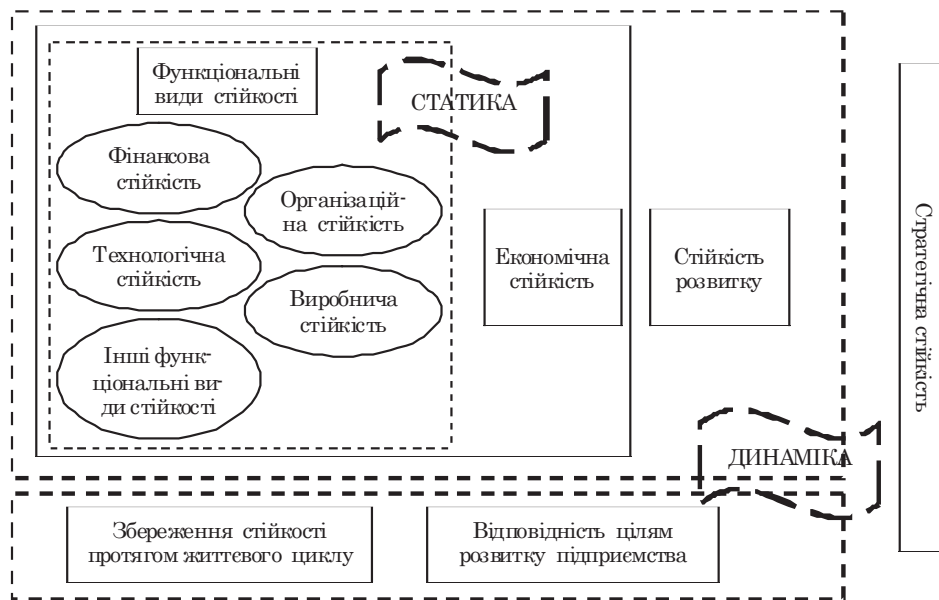 Функціональні
види стійкості
СТАТИКА
Фінансова
стійкість
Організацій-
на стійкість
Технологічна
стійкість
Виробнича
стійкість
Інші функ-
ціональні ви-
ди стійкості
Економічна
стійкість
Стійкість
розвитку
Стратегічна стійкість
ДИНАМІКА
Збереження стійкості
протягом життєвого циклу
Відповідність цілям
розвитку підприємства